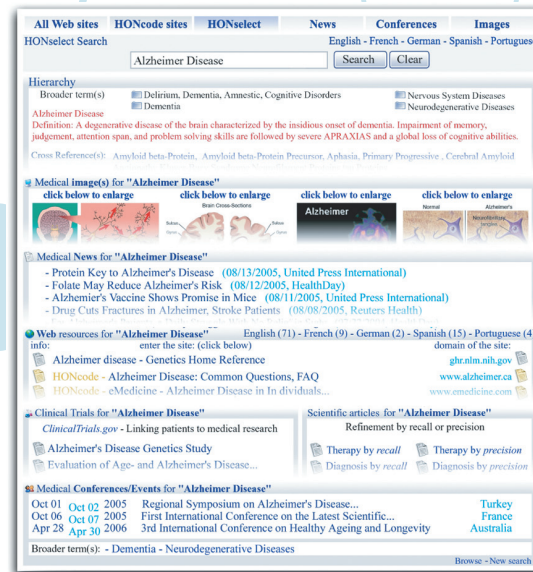 All Web sites HONcode sites HONselect News Conferences Images
HONselect Search English - French - German - Spanish - Portugues
Alzheimer Disease Search Clear
Hierarchy
Broader term(s) Delirium, Dementia, Amnestic, Cognitive Disorders Nervous System Diseases
Dementia Neurodegenerative Diseases
Alzheimer Disease
Definition: A degenerative disease of the brain characterized by the insidious onset of dementia. Impairment of memory,
judgement, attention span, and problem solving skills are followed by severe APRAXIAS and a global loss of cognitive abilities.
Cross Reference(s): Amyloid beta-Protein, Amyloid beta-Protein Precursor, Aphasia, Primary Progressive , Cerebral Amyloid
Medical image(s) for "Alzheimer Disease"
click below to enlarge click below to enlarge click below to enlarge click below to enlarge
Brain Cross-Sections
Sulcus Sulcus
Alzheimer
Normal Alzheimer's
Medical News for "Alzheimer Disease"
- Protein Key to Alzheimer's Disease (08/13/2005, United Press International)
- Folate May Reduce Alzheimer's Risk (08/12/2005, HealthDay)
- Alzhemier's Vaccine Shows Promise in Mice (08/11/2005, United Press International)
- Drug Cuts Fractures in Alzheimer, Stroke Patients (08/08/2005, Reuters Health)
Web resources for "Alzheimer Disease" English (71) - French (9) - German (2) - Spanish (15) - Portuguese (4
info: enter the site: (click below) domain of the site:
Alzheimer disease - Genetics Home Reference ghr.nlm.nih.gov
HONcode - Alzheimer Disease: Common Questions, FAQ www.alzheimer.ca
HONcode - eMedicine - Alzheimer Disease in In dividuals... www.emedicine.com
Clinical Trials for "Alzheimer Disease"
ClinicalTrials.gov - Linking patients to medical research
Alzheimer's Disease Genetics Study
Evaluation of Age- and Alzheimer's Disease...
Scientific articles for "Alzheimer Disease"
Refinement by recall or precision
Therapy by recall Therapy by precision
Diagnosis by recall Diagnosis by precision
Medical Conferences/Events for "Alzheimer Disease"
Oct 01 Oct 02 2005 Regional Symposium on Alzheimer's Disease... Turkey
Oct 06 Oct 07 2005 First International Conference on the Latest Scientific... France
Apr 28 Apr 30 2006 3rd International Conference on Healthy Ageing and Longevity Australia
Broader term(s): - Dementia - Neurodegenerative Diseases
Browse - New search